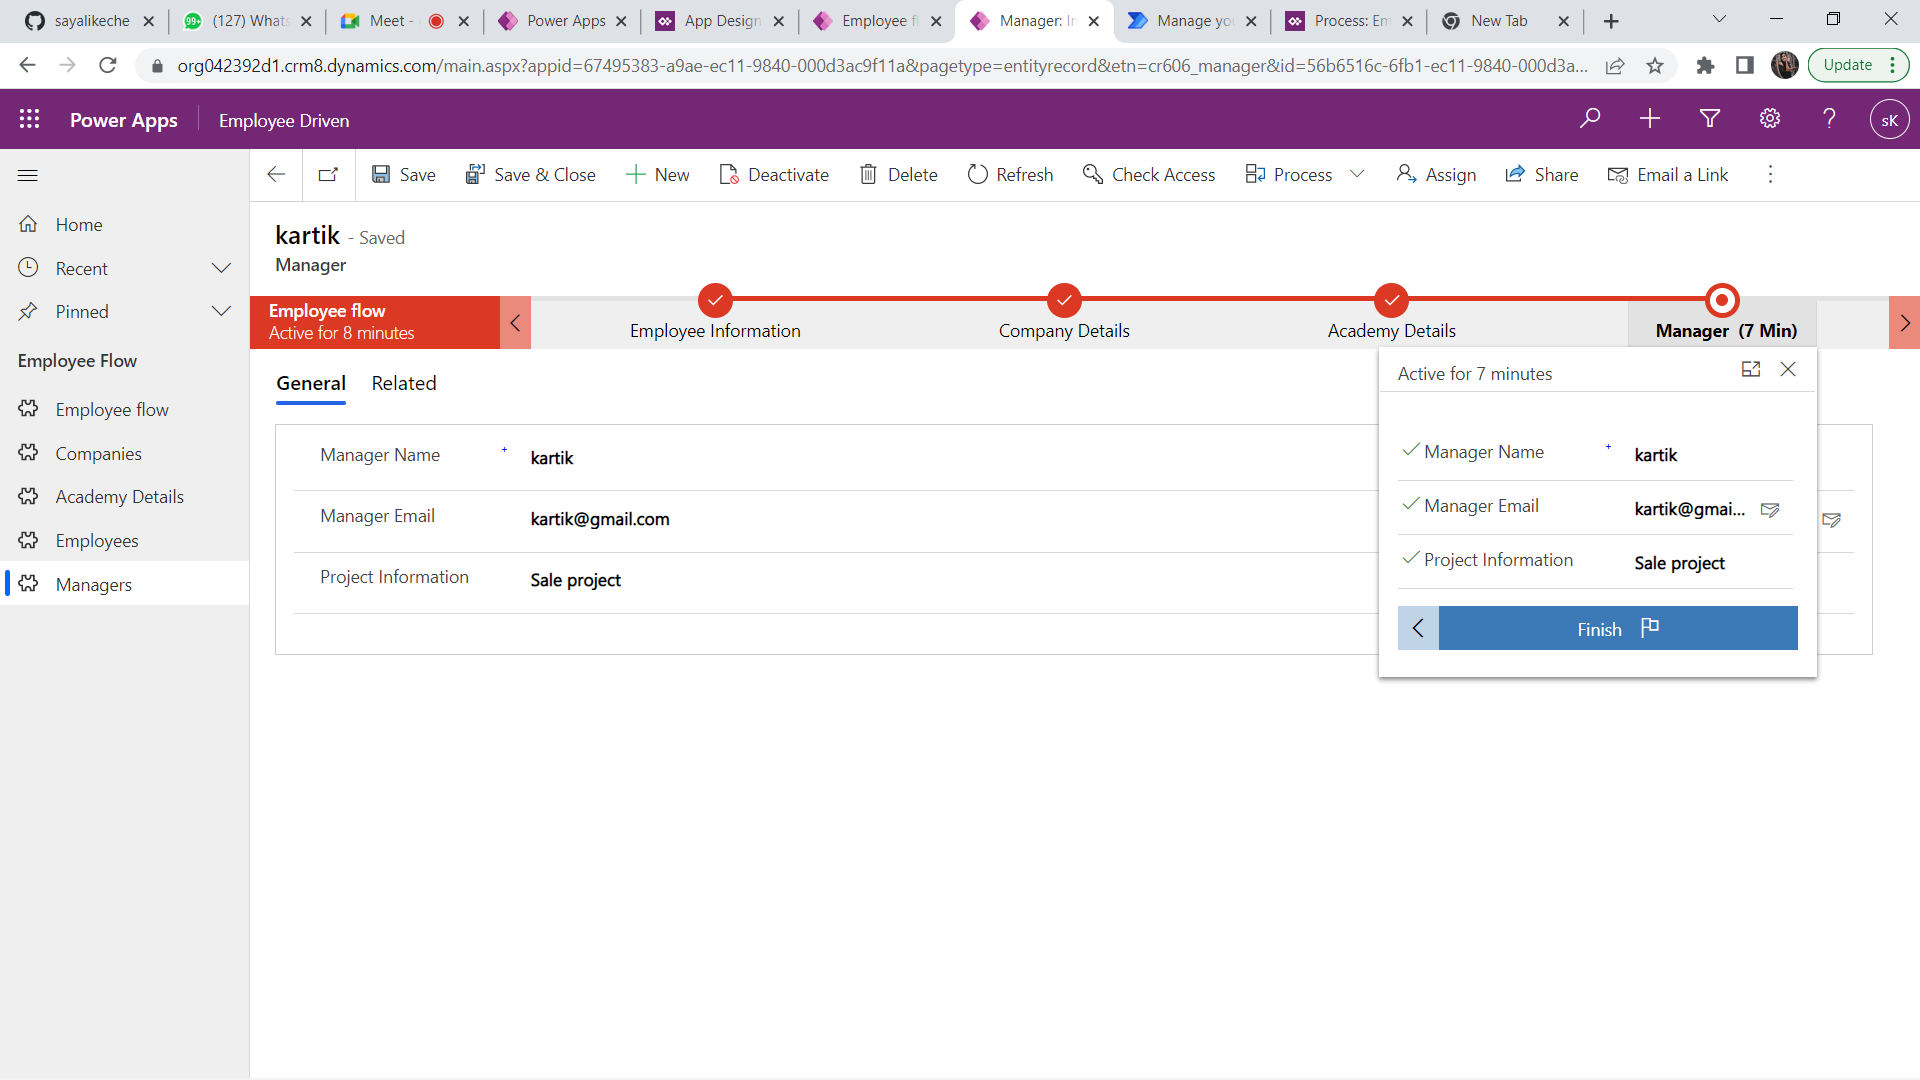 sayalikeche
99+ (127) Whats
Meet -
Power Apps
App Design
Employee fl
Manager: In
Manage you
Process: Em
New Tab
org042392d1.crm8.dynamics.com/main.aspx?appid=67495383-a9ae-ec11-9840-000d3ac9f11a&pagetype=entityrecord&etn=cr606_manager&id=56b6516c-6fb1-ec11-9840-000d3a...
Update
Power Apps
Employee Driven
sK
Save
Save & Close
New
Deactivate
Delete
Refresh
Check Access
Process
Assign
Share
Email a Link
Home
Recent
Pinned
Employee Flow
Employee flow
Companies
Academy Details
Employees
Managers
kartik - Saved
Manager
Employee flow
Active for 8 minutes
Employee Information
Company Details
Academy Details
Manager (7 Min)
General
Related
Manager Name + kartik
Manager Email kartik@gmail.com
Project Information Sale project
Active for 7 minutes
Manager Name + kartik
Manager Email kartik@gmai...
Project Information Sale project
Finish